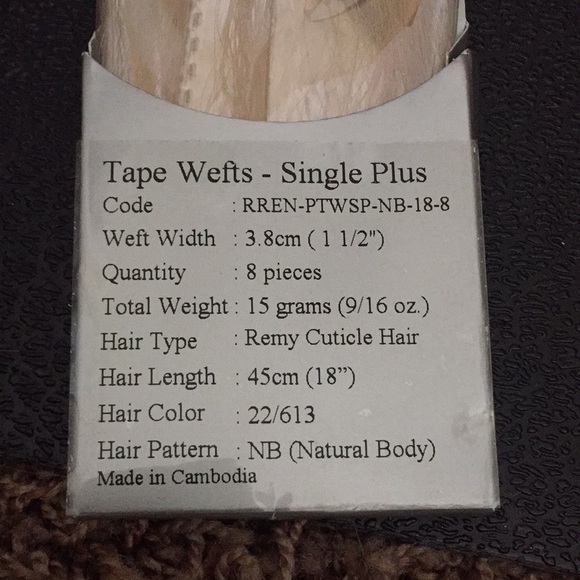 Tape Wefts - Single Plus
Code : RREN-PTWSP-NB-18-8
Weft Width : 3.8cm ( 1 1/2")
Quantity : 8 pieces
Total Weight : 15 grams (9/16 oz.)
Hair Type : Remy Cuticle Hair
Hair Length : 45cm (18”)
Hair Color : 22/613
Hair Pattern : NB (Natural Body)
Made in Cambodia